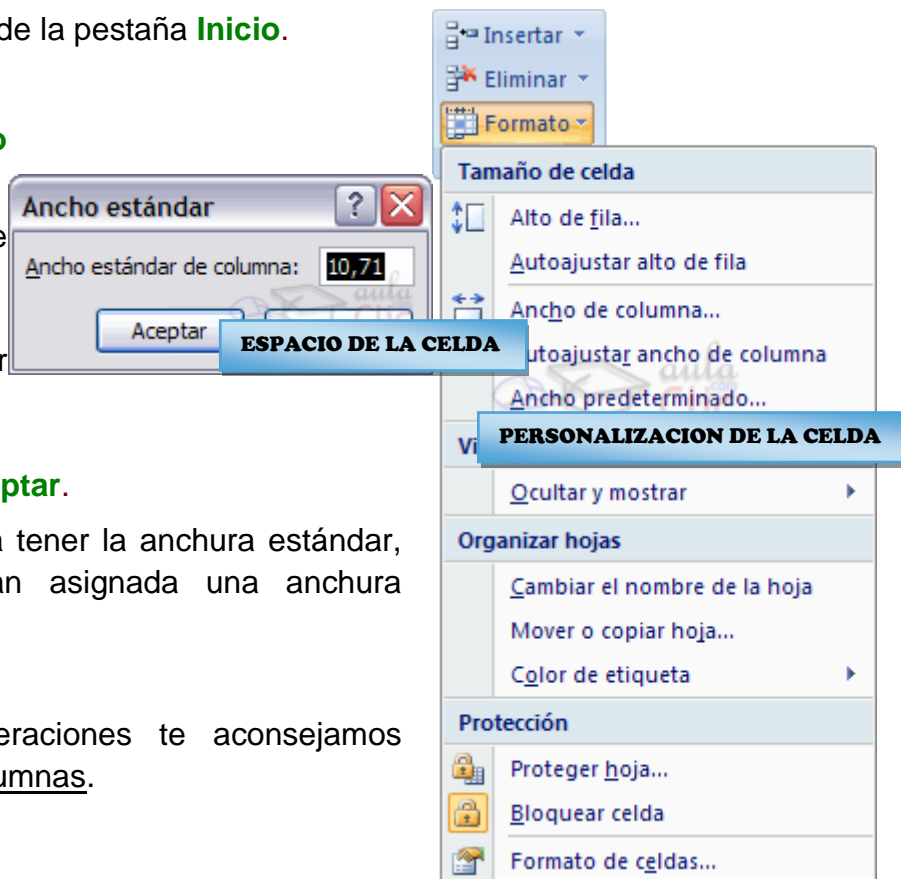 de la pestaña Inicio.
o
e
r
ptar.
a tener la anchura estándar,
an asignada una anchura
eraciones te aconsejamos
umnas.
Ancho estándar
Ancho estándar de columna: 10,71
Aceptar
ESPACIO DE LA CELDA
Insertar
Eliminar
Formato
Tamaño de celda
Alto de fila...
Autoajustar alto de fila
Ancho de columna...
utoajustar ancho de columna
Ancho predeterminado...
PERSONALIZACION DE LA CELDA
Vi
Ocultar y mostrar
Organizar hojas
Cambiar el nombre de la hoja
Mover o copiar hoja...
Color de etiqueta
Protección
Proteger hoja...
Bloquear celda
Formato de celdas...